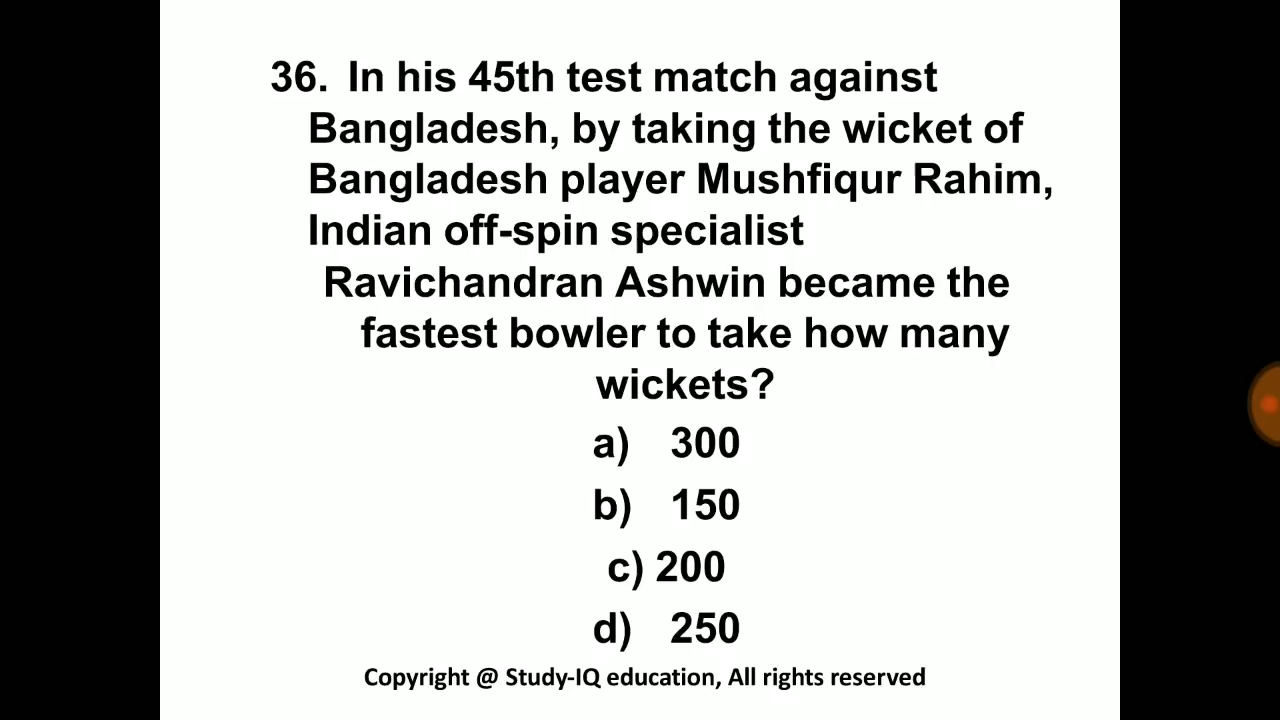 36. In his 45th test match against
Bangladesh, by taking the wicket of
Bangladesh player Mushfiqur Rahim,
Indian off-spin specialist
Ravichandran Ashwin became the
fastest bowler to take how many
wickets?
a) 300
b) 150
c) 200
d) 250
Copyright @ Study-IQ education, All rights reserved